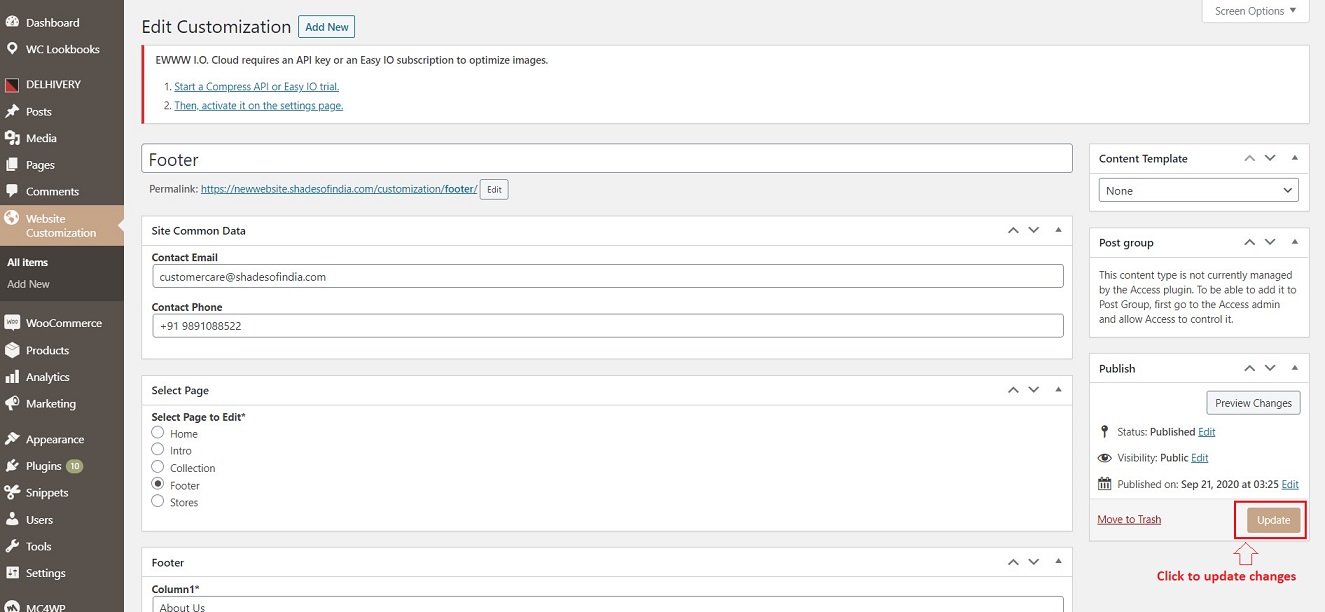 Dashboard
WC Lookbooks
DELHIVERY
Posts
Media
Pages
Comments
Website
Customization
All items
Add New
WOO
WooCommerce
Products
Analytics
Marketing
Appearance
Plugins 10
Snippets
Users
Tools
Settings
MC4WP
Screen Options
Edit Customization Add New
EWWW I.O. Cloud requires an API key or an Easy IO subscription to optimize images.
1. Start a Compress API or Easy IO trial.
2. Then, activate it on the settings page.
Footer
Permalink: https://newwebsite.shadesofindia.com/customization/footer/ Edit
Site Common Data
Contact Email
customercare@shadesofindia.com
Contact Phone
+91 9891088522
Select Page
Select Page to Edit*
Home
Intro
Collection
Footer
Stores
Footer
Column1*
About Us
Content Template
None
Post group
This content type is not currently managed
by the Access plugin. To be able to add it to
Post Group, first go to the Access admin
and allow Access to control it.
Publish
Preview Changes
Status: Published Edit
Visibility: Public Edit
Published on: Sep 21, 2020 at 03:25 Edit
Move to Trash Update
Click to update changes